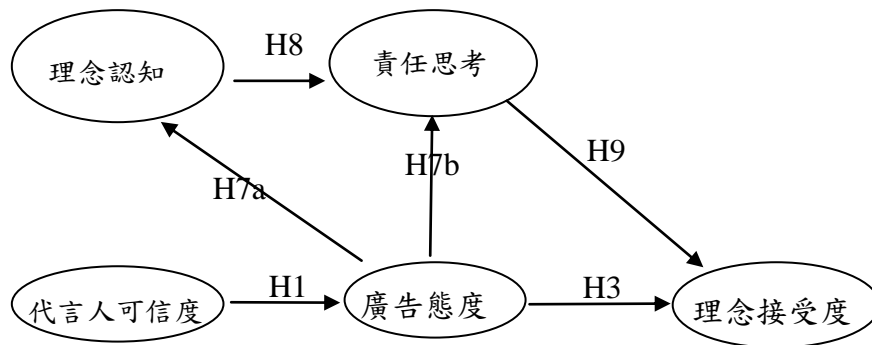 H8
理念認知
責任思考
H7b
H9
H7a
代言人可信度
H1
廣告態度
H3
理念接受度